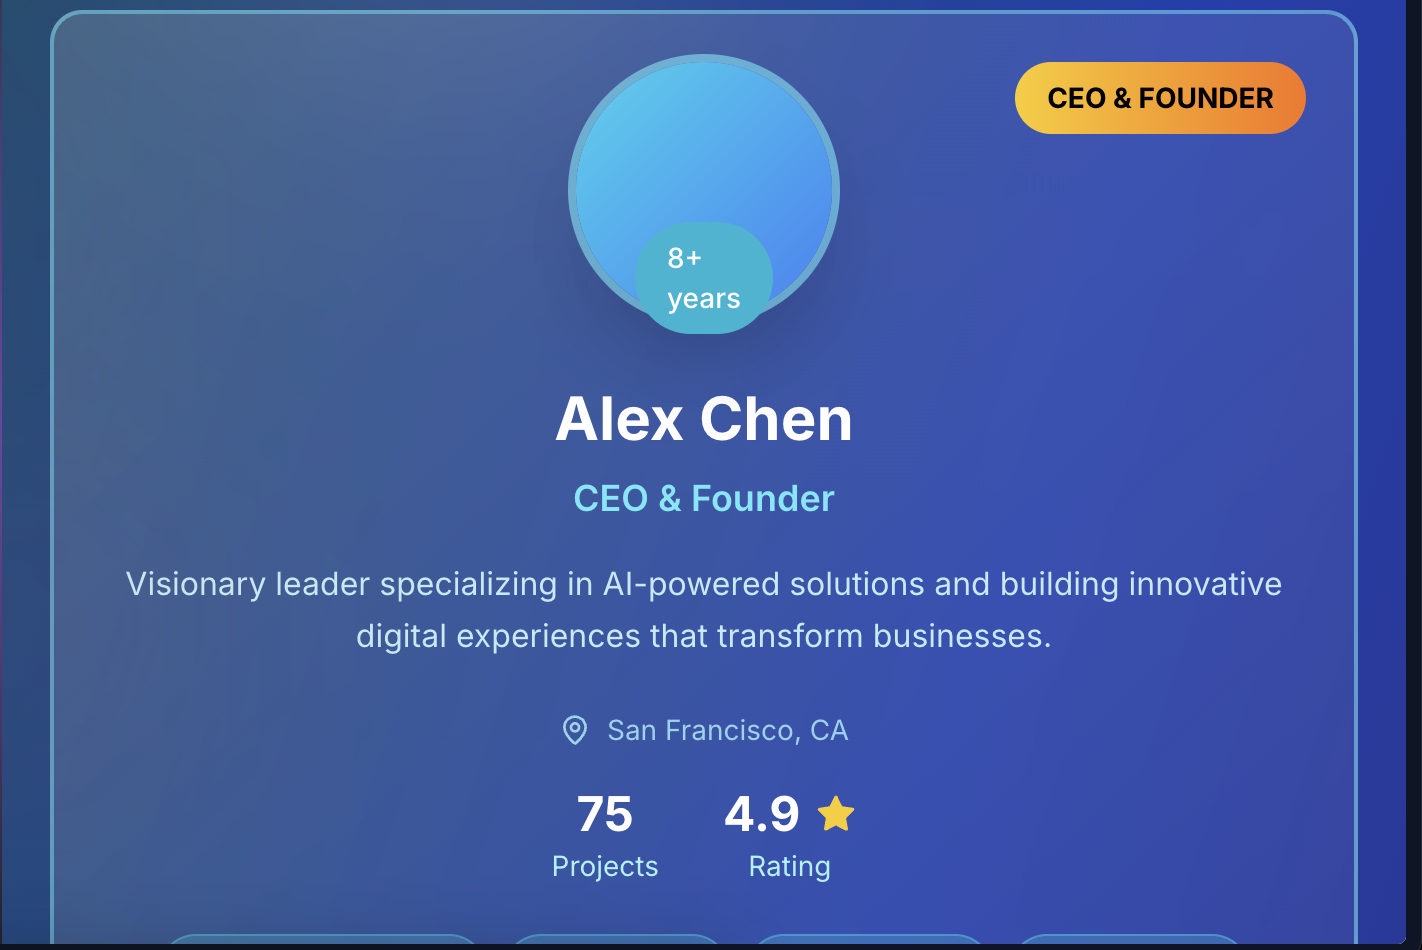 CEO & FOUNDER
8+
years
Alex Chen
CEO & Founder
Visionary leader specializing in AI-powered solutions and building innovative
digital experiences that transform businesses.
San Francisco, CA
75
Projects
4.9
Rating